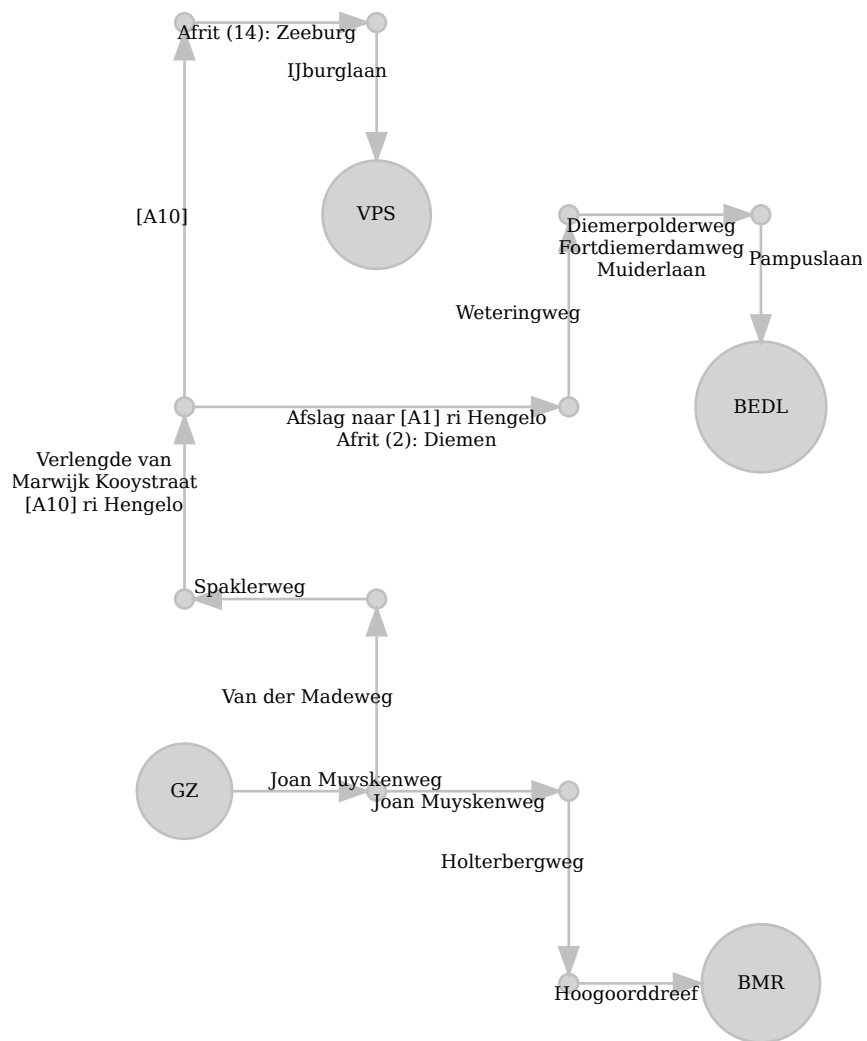 Afrit (14): Zeeburg
IJburglaan
VPS
[A10]
Diemerpolderweg
Fortdiemerdamweg
Muiderlaan
Pampuslaan
Weteringweg
BEDL
Afslag naar [A1] ri Hengelo
Afrit (2): Diemen
Verlengde van
Marwijk Kooystraat
[A10] ri Hengelo
Spaklerweg
Van der Madeweg
GZ
Joan Muyskenweg
Joan Muyskenweg
Holterbergweg
Hoogoorddreef
BMR